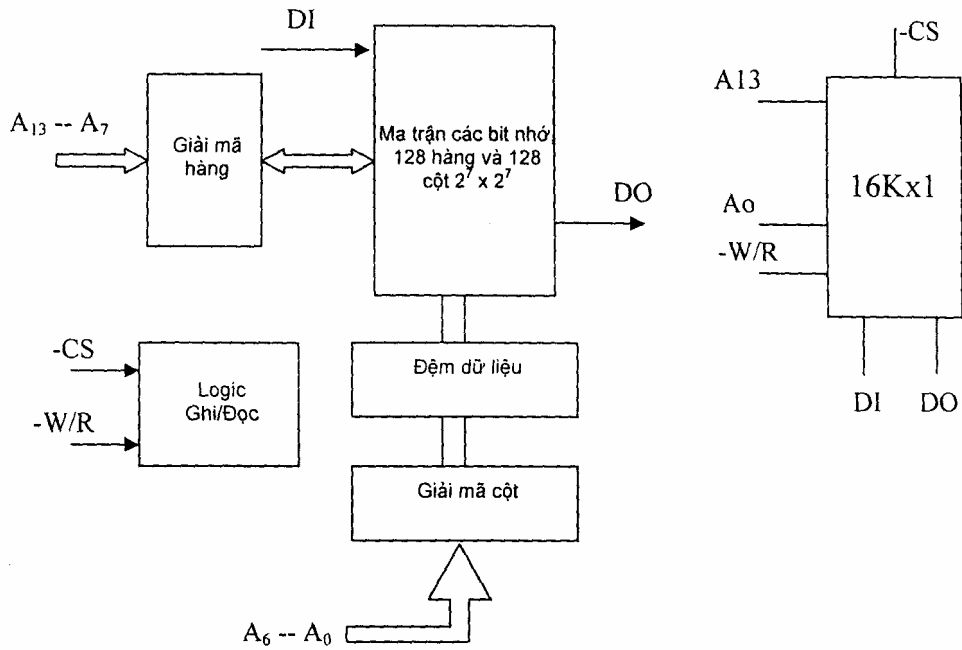 DI
A₁₃ -- A₇
Giải mã
hàng
Ma trận các bit nhớ
128 hàng và 128
cột 2⁷ x 2⁷
DO
-CS
-W/R
Logic
Ghi/Đọc
Đệm dữ liệu
Giải mã cột
A₆ -- A₀
-CS
A13
Ao
-W/R
16Kx1
DI
DO